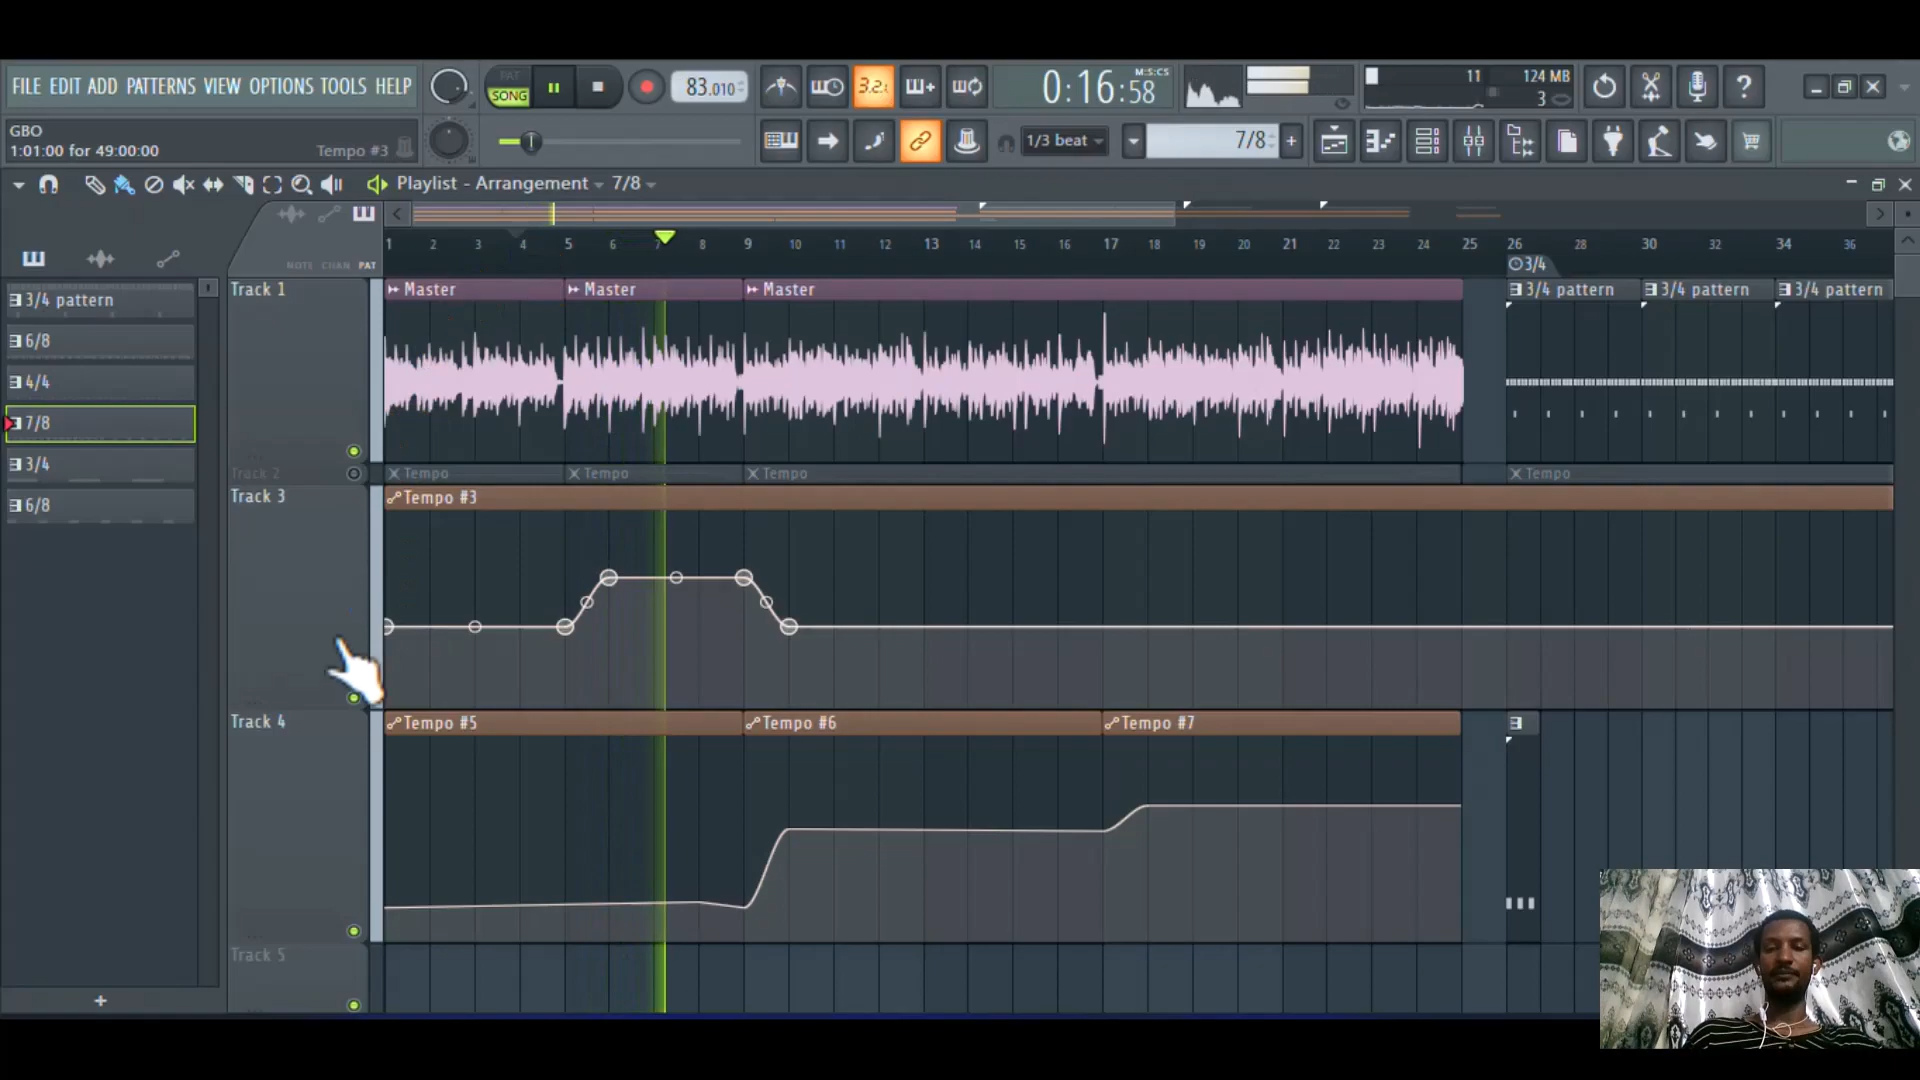 FILE EDIT ADD PATTERNS VIEW OPTIONS TOOLS HELP
PAT
SONG
83.010
3.2.
0:16:58
M:S:CS
11
124 MB
3
GBO
1:01:00 for 49:00:00
Tempo #3
1/3 beat
7/8
+
Playlist - Arrangement
7/8
1 2 3 4 5 6 7 8 9 10 11 12 13 14 15 16 17 18 19 20 21 22 23 24 25 26 28 30 32 34 36
NOTE CHAN PAT
3/4
3/4 pattern
6/8
4/4
7/8
3/4
6/8
+
Track 1
Master
Master
Master
3/4 pattern
3/4 pattern
3/4 pattern
Track 2
Tempo
Tempo
Tempo
Tempo
Track 3
Tempo #3
Track 4
Tempo #5
Tempo #6
Tempo #7
Track 5